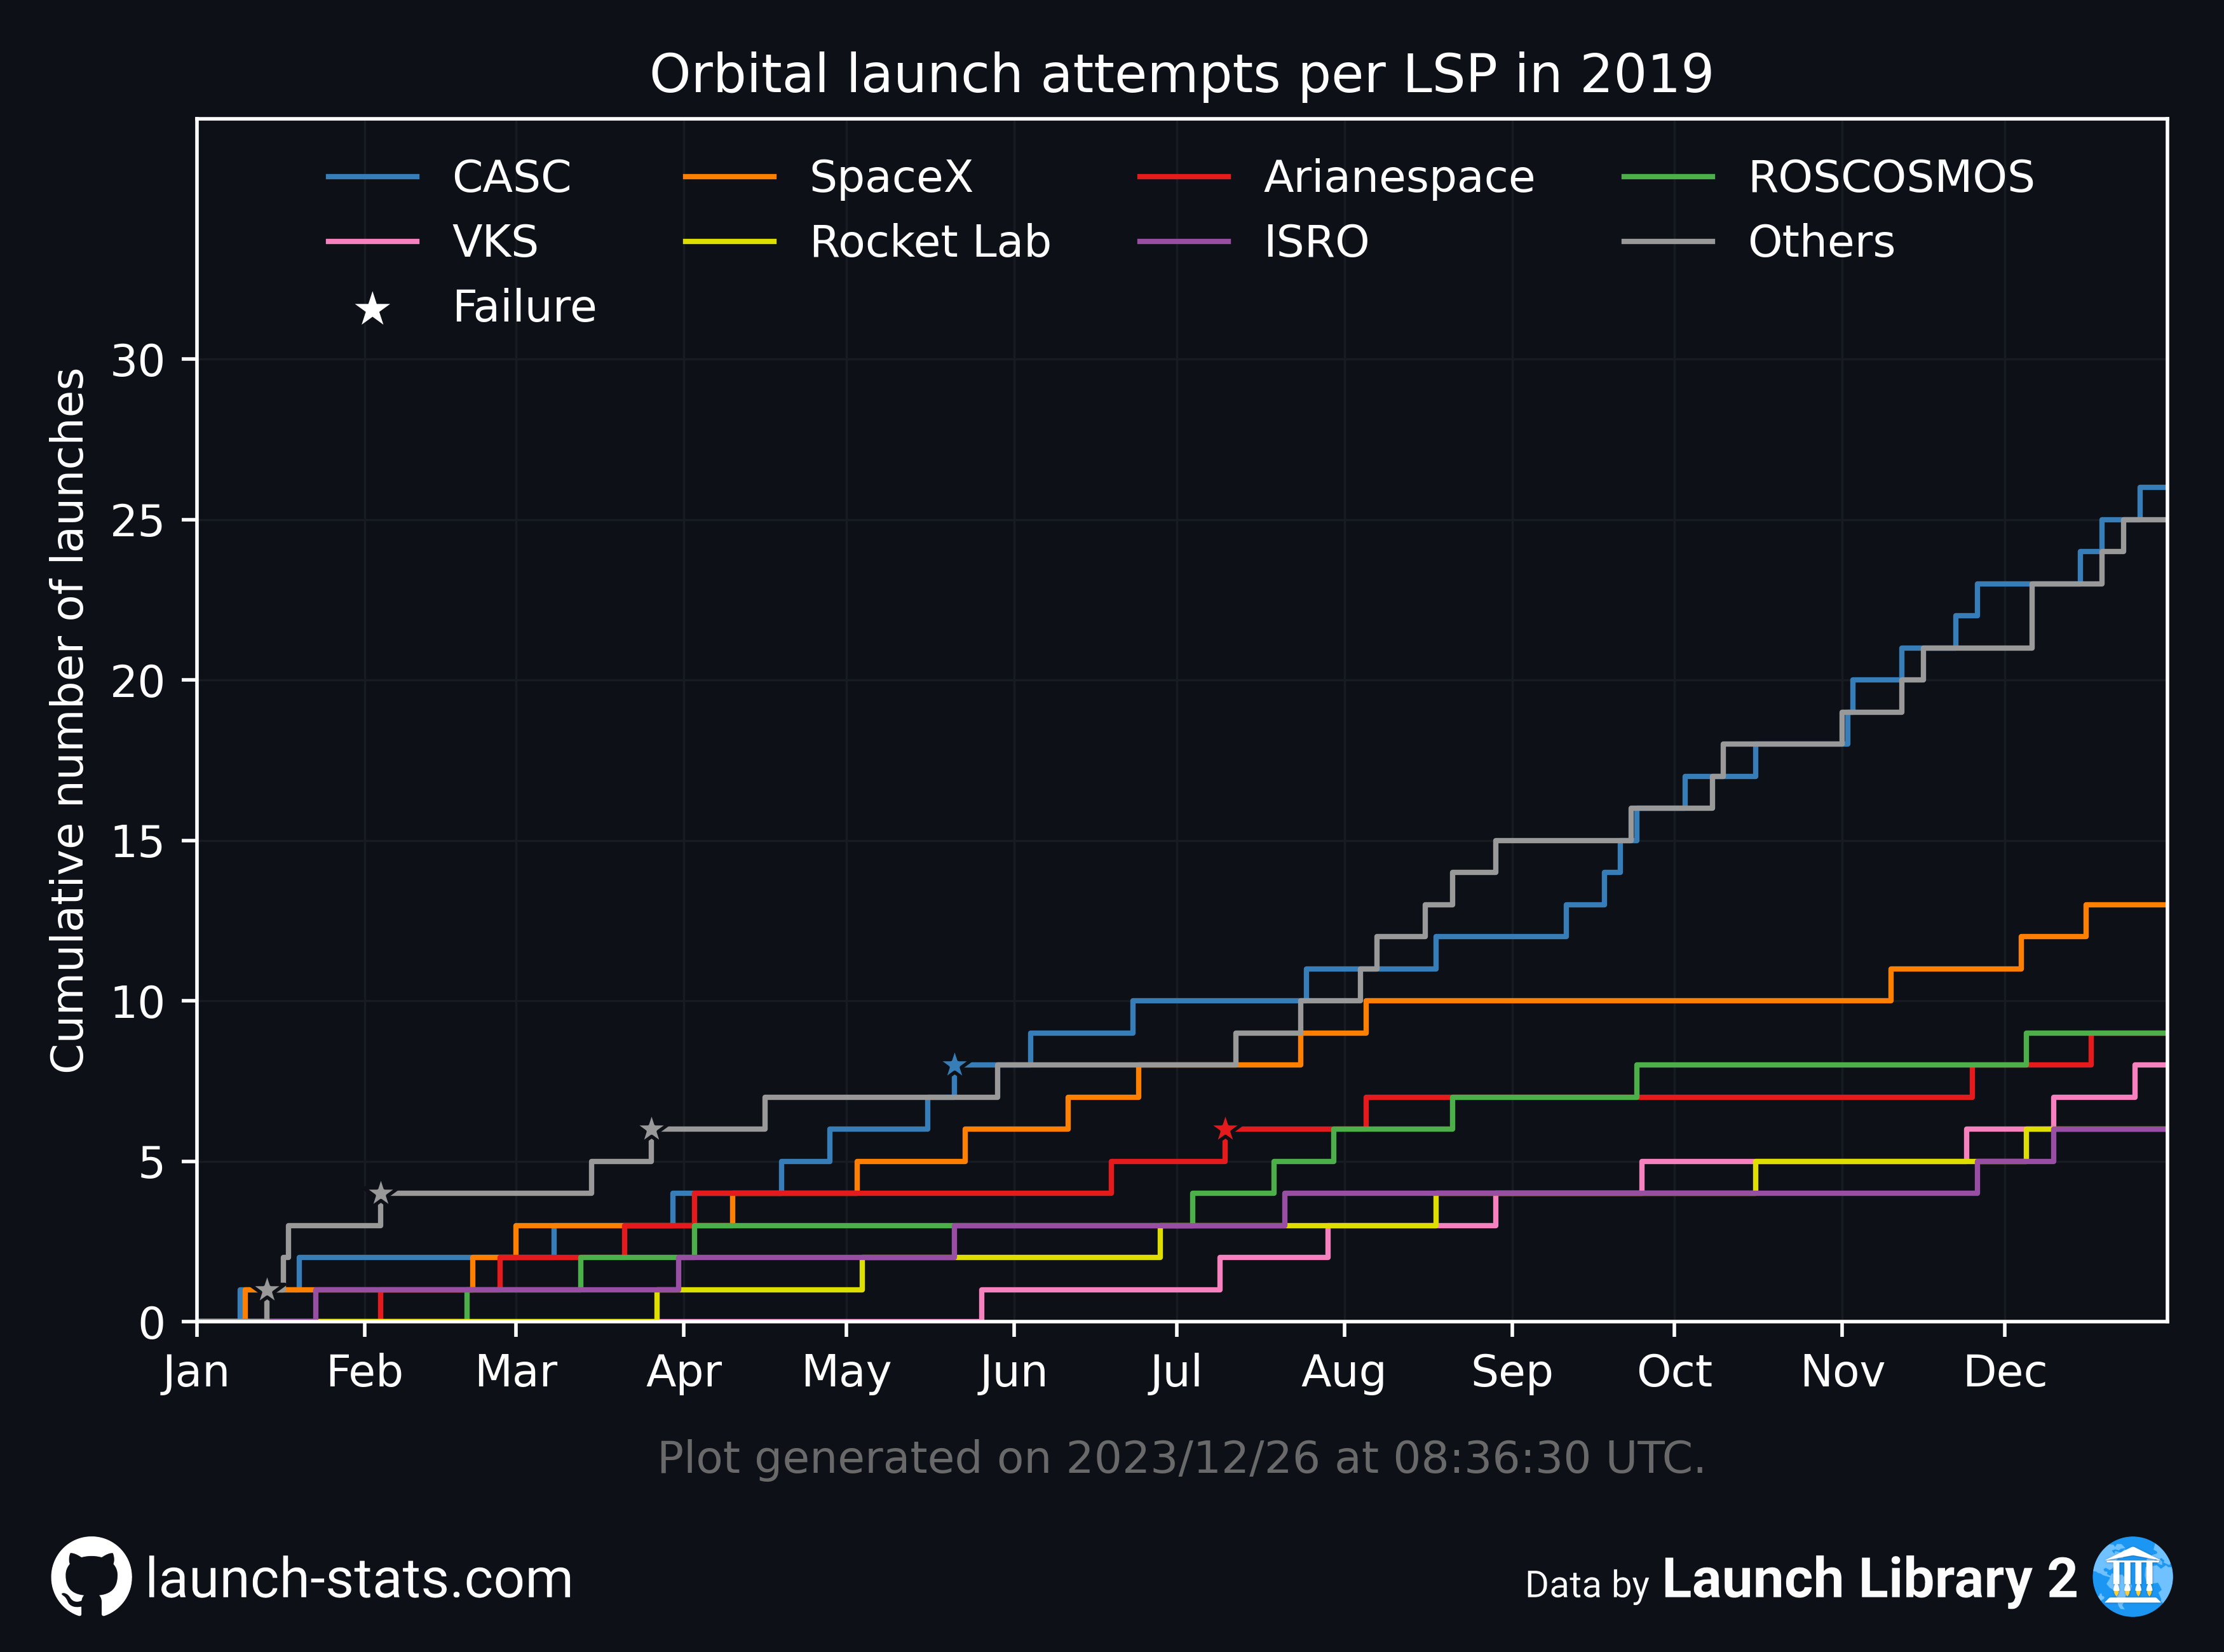 Orbital launch attempts per LSP in 2019
CASC SpaceX Arianespace ROSCOSMOS
VKS Rocket Lab ISRO Others
Failure
Cumulative number of launches
30
25
20
15
10
5
0
Jan Feb Mar Apr May Jun Jul Aug Sep Oct Nov Dec
Plot generated on 2023/12/26 at 08:36:30 UTC.
launch-stats.com
Data by Launch Library 2